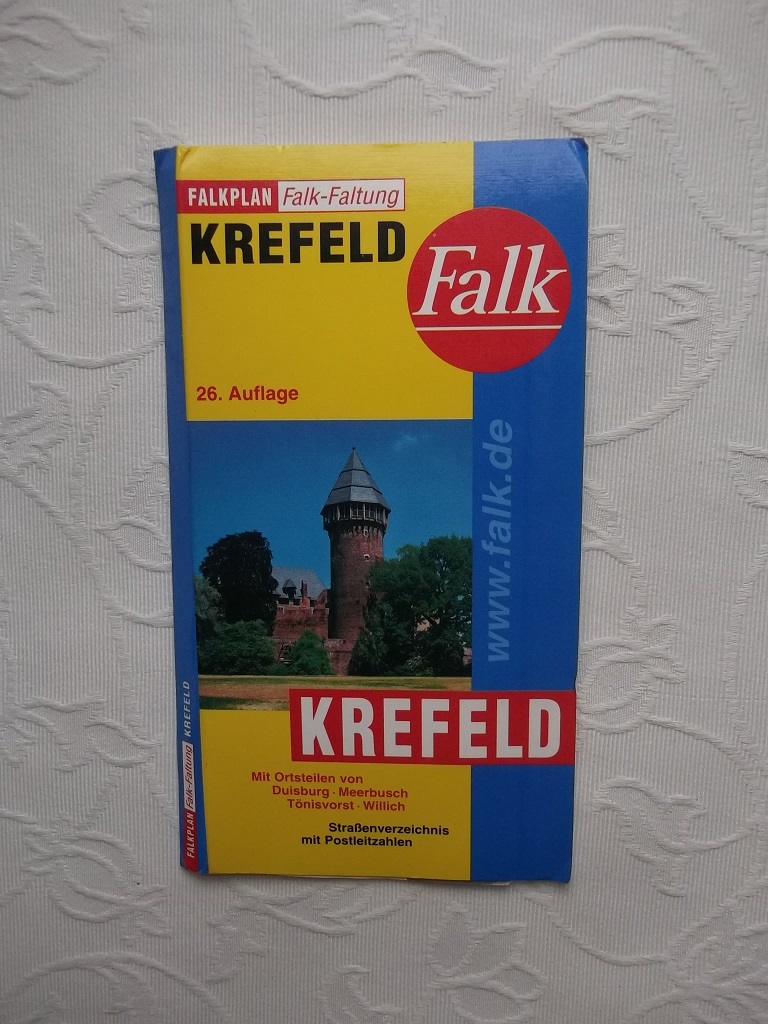 FALKPLAN Falk-Faltung
KREFELD
Falk
26. Auflage
www.falk.de
KREFELD
Mit Ortsteilen von
Duisburg · Meerbusch
Tönisvorst · Willich
Straßenverzeichnis
mit Postleitzahlen
FALKPLAN Falk-Faltung KREFELD